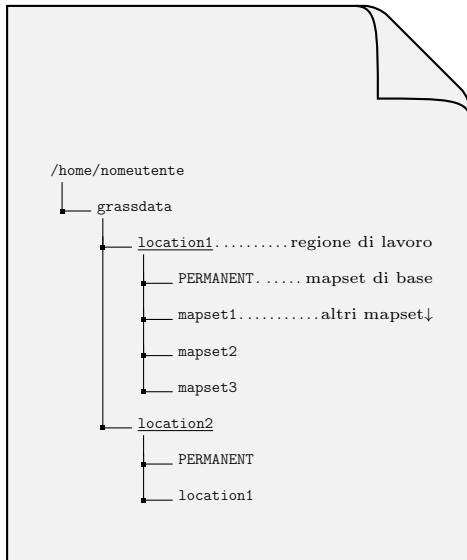 /home/nomeutente
grassdata
location1..........regione di lavoro
PERMANENT......mapset di base
mapset1...........altri mapset↓
mapset2
mapset3
location2
PERMANENT
location1